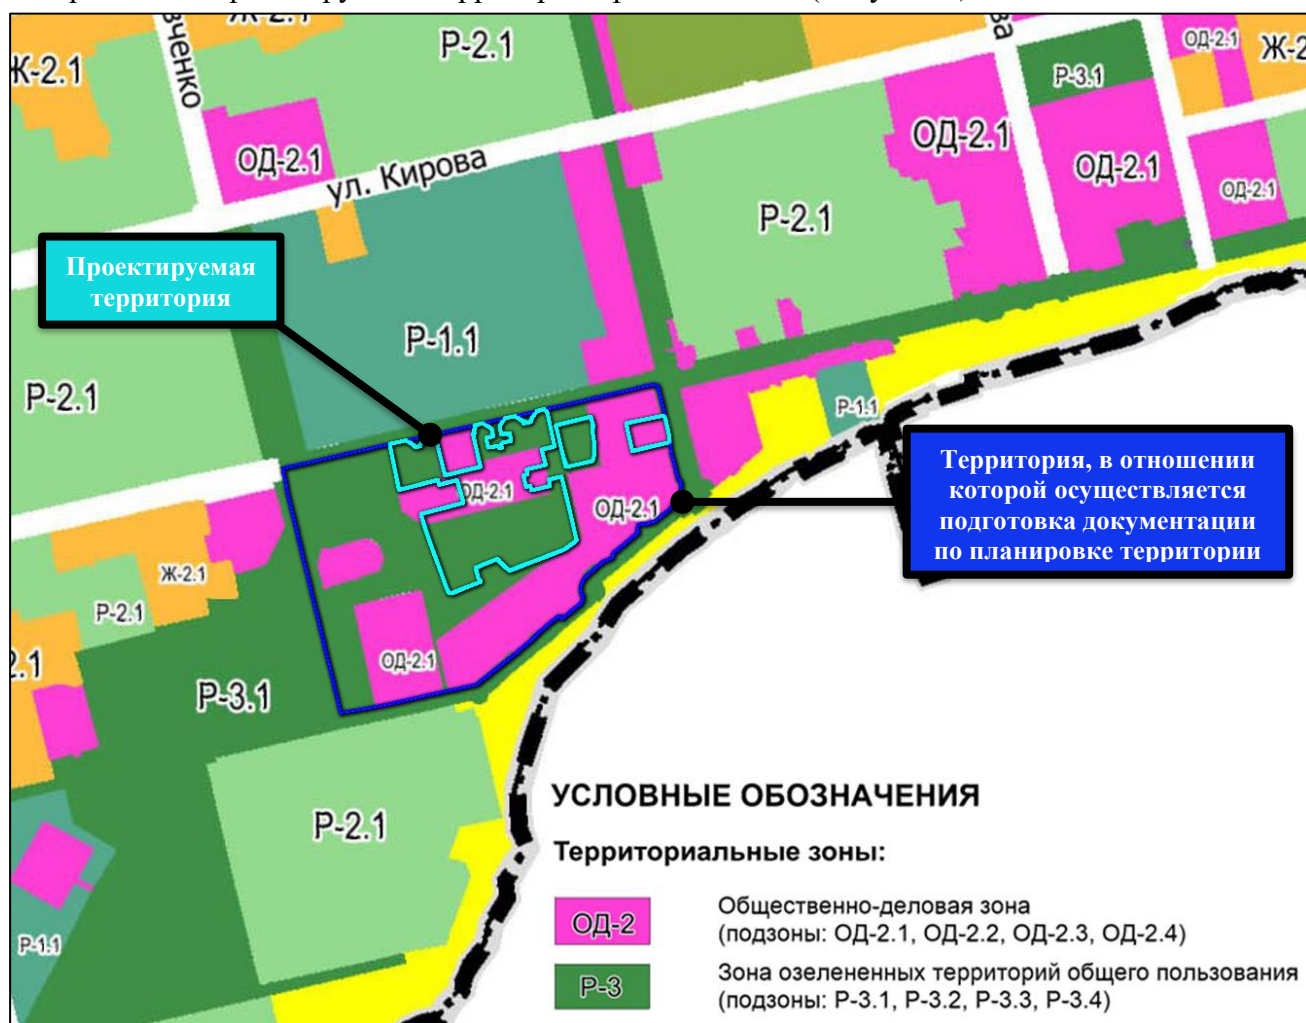 Ж-2.1
Р-2.1
ОД-2.1
Ж-2
Ж-2.1
вченко
ва
Р-3.1
ОД-2.1
ОД-2.1
ул. Кирова
ОД-2.1
ОД-2.1
Р-2.1
Проектируемая
территория
Р-1.1
Р-2.1
Р-1.1
Территория, в отношении
которой осуществляется
подготовка документации
по планировке территории
ОД-2.1
ОД-2.1
Ж-2.1
Р-2.1
ОД-2.1
2.1
Р-3.1
Р-2.1
Р-1.1
УСЛОВНЫЕ ОБОЗНАЧЕНИЯ
Территориальные зоны:
ОД-2
Общественно-деловая зона
(подзоны: ОД-2.1, ОД-2.2, ОД-2.3, ОД-2.4)
Р-3
Зона озелененных территорий общего пользования
(подзоны: Р-3.1, Р-3.2, Р-3.3, Р-3.4)